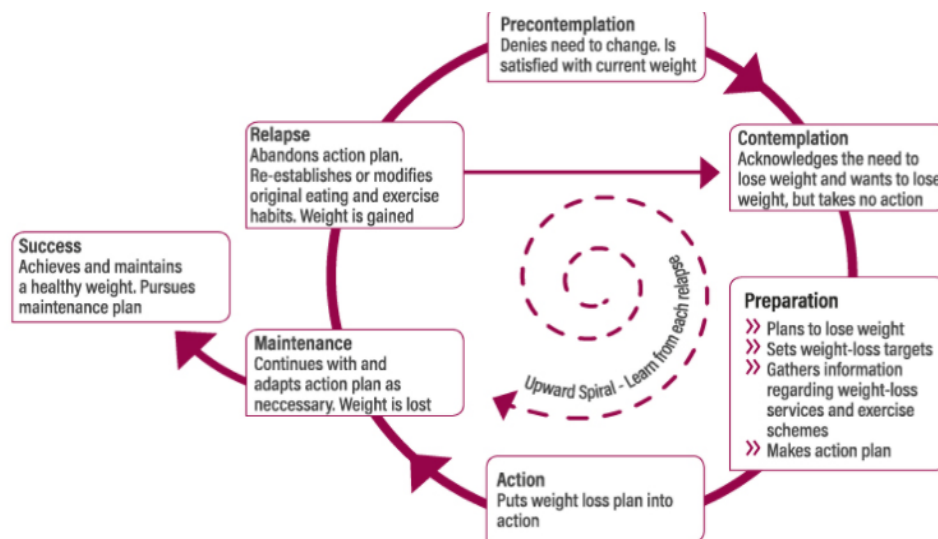 Precontemplation
Denies need to change. Is
satisfied with current weight
Relapse
Abandons action plan.
Re-establishes or modifies
original eating and exercise
habits. Weight is gained
Contemplation
Acknowledges the need to
lose weight and wants to lose
weight, but takes no action
Success
Achieves and maintains
a healthy weight. Pursues
maintenance plan
Upward Spiral - Learn from each relapse
Preparation
Plans to lose weight
Sets weight-loss targets
Gathers information
regarding weight-loss
services and exercise
schemes
Makes action plan
Maintenance
Continues with and
adapts action plan as
neccessary. Weight is lost
Action
Puts weight loss plan into
action